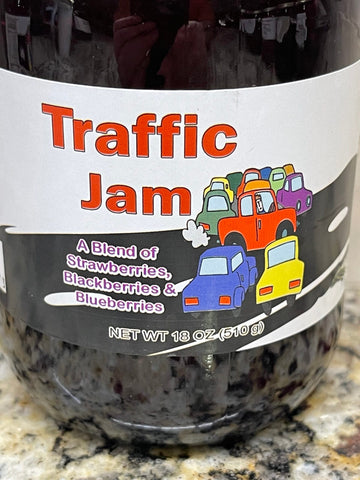 Traffic
Jam
A Blend of
Strawberries,
Blackberries &
Blueberries
NET WT 18 OZ (510 g)